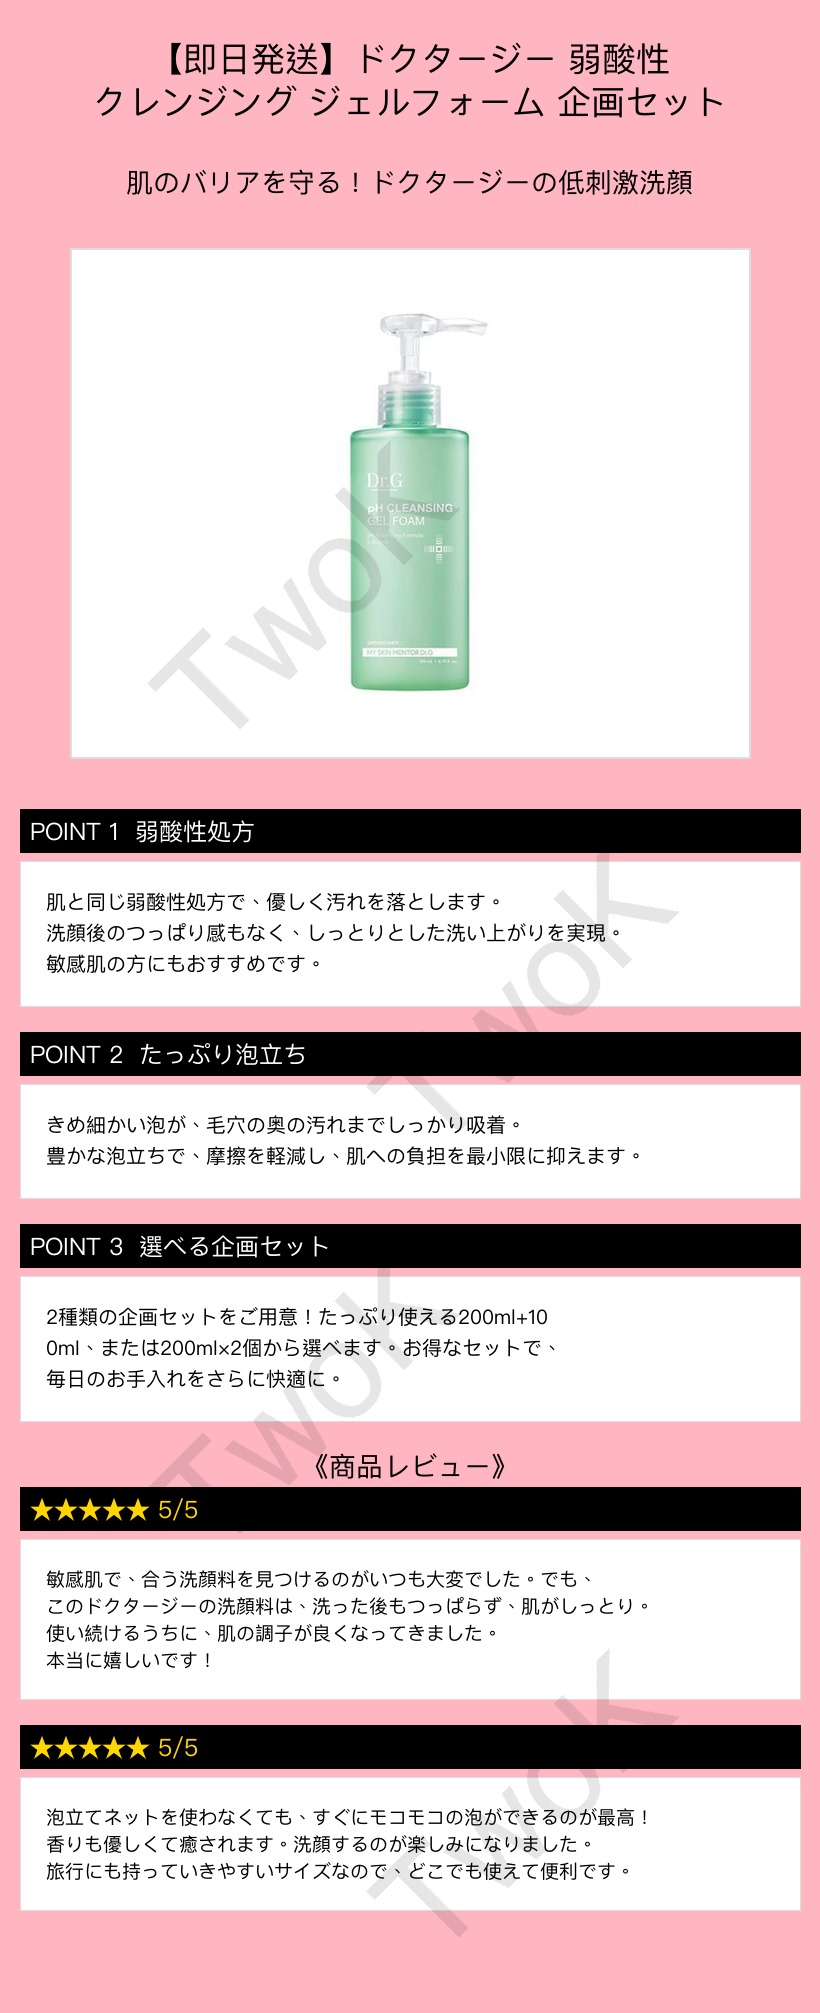 【即日発送】ドクタージー 弱酸性
クレンジング ジェルフォーム 企画セット
肌のバリアを守る！ドクタージーの低刺激洗顔
Dr.G
pH CLEANSING
GEL FOAM
MY SKIN MENTOR Dr.G
TwoK
POINT 1 弱酸性処方
肌と同じ弱酸性処方で、優しく汚れを落とします。
洗顔後のつっぱり感もなく、しっとりとした洗い上がりを実現。
敏感肌の方にもおすすめです。
TwoK
POINT 2 たっぷり泡立ち
きめ細かい泡が、毛穴の奥の汚れまでしっかり吸着。
豊かな泡立ちで、摩擦を軽減し、肌への負担を最小限に抑えます。
POINT 3 選べる企画セット
2種類の企画セットをご用意！たっぷり使える200ml+10
0ml、または200ml×2個から選べます。お得なセットで、
毎日のお手入れをさらに快適に。
TwoK
《商品レビュー》
★★★★★ 5/5
敏感肌で、合う洗顔料を見つけるのがいつも大変でした。でも、
このドクタージーの洗顔料は、洗った後もつっぱらず、肌がしっとり。
使い続けるうちに、肌の調子が良くなってきました。
本当に嬉しいです！
★★★★★ 5/5
泡立てネットを使わなくても、すぐにモコモコの泡ができるのが最高！
香りも優しくて癒されます。洗顔するのが楽しみになりました。
旅行にも持っていきやすいサイズなので、どこでも使えて便利です。
TwoK